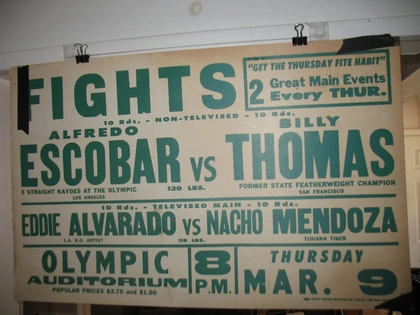 FIGHTS
"GET THE THURSDAY FITE HABIT"
2 Great Main Events
Every THUR.
10 Rds. - NON-TELEVISED - 10 Rds.
ALFREDO
ESCOBAR
3 STRAIGHT KAYOES AT THE OLYMPIC
LOS ANGELES
130 LBS.
VS
BILLY
THOMAS
FORMER STATE FEATHERWEIGHT CHAMPION
SAN FRANCISCO
10 Rds. - TELEVISED MAIN - 10 Rds.
EDDIE ALVARADO VS NACHO MENDOZA
L.A. K.O. ARTIST
LBS.
TIJUANA TIGER
OLYMPIC
AUDITORIUM
POPULAR PRICES $3.75 and $1.50
8
P.M.
THURSDAY
MAR. 9